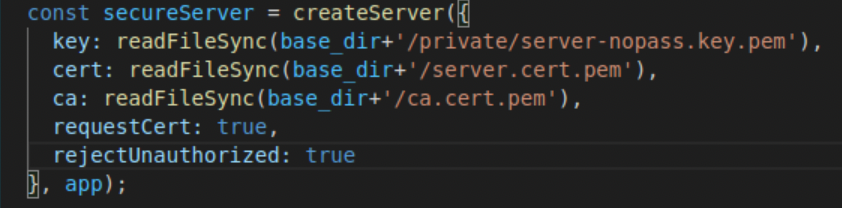 const secureServer = createServer({
key: readFileSync(base_dir+'/private/server-nopass.key.pem'),
cert: readFileSync(base_dir+'/server.cert.pem'),
ca: readFileSync(base_dir+'/ca.cert.pem'),
requestCert: true,
rejectUnauthorized: true
}, app);